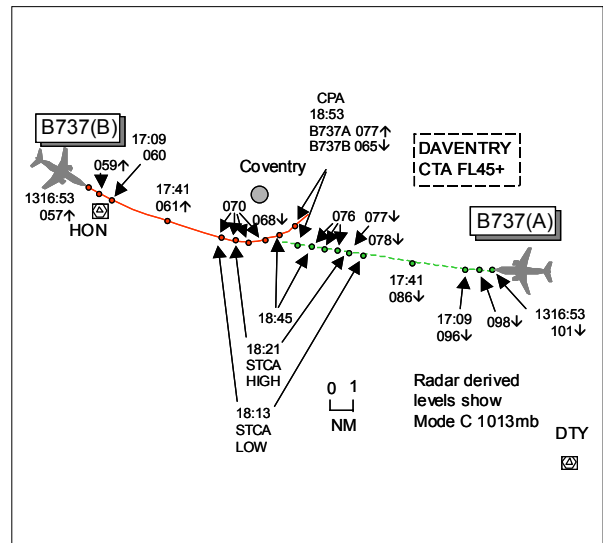 CPA
18:53
B737A 077↑
B737B 065↓
B737(B)
17:09
060
059↑
1316:53
057↑
HON
17:41
061↑
Coventry
DAVENTRY
CTA FL45+
070
068↓
076
077↓
078↓
B737(A)
17:41
086↓
17:09
096↓
098↓
1316:53
101↓
18:45
18:21
STCA
HIGH
18:13
STCA
LOW
0 1
NM
Radar derived
levels show
Mode C 1013mb
DTY